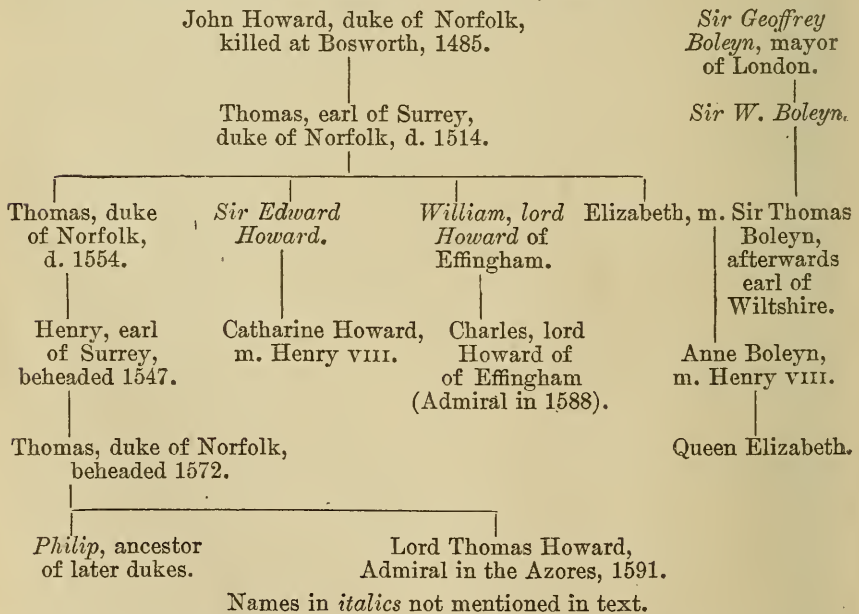 John Howard, duke of Norfolk,
killed at Bosworth, 1485.
Sir Geoffrey
Boleyn, mayor
of London.
Thomas, earl of Surrey,
duke of Norfolk, d. 1514.
Sir W. Boleyn.
Thomas, duke
of Norfolk,
d. 1554.
Sir Edward
Howard.
William, lord
Howard of
Effingham.
Elizabeth, m. Sir Thomas
Boleyn,
afterwards
earl of
Wiltshire.
Henry, earl
of Surrey,
beheaded 1547.
Catharine Howard,
m. Henry VIII.
Charles, lord
Howard of
of Effingham
(Admiral in 1588).
Anne Boleyn,
m. Henry VIII.
Thomas, duke of Norfolk,
beheaded 1572.
Queen Elizabeth.
Philip, ancestor
of later dukes.
Lord Thomas Howard,
Admiral in the Azores, 1591.
Names in italics not mentioned in text.